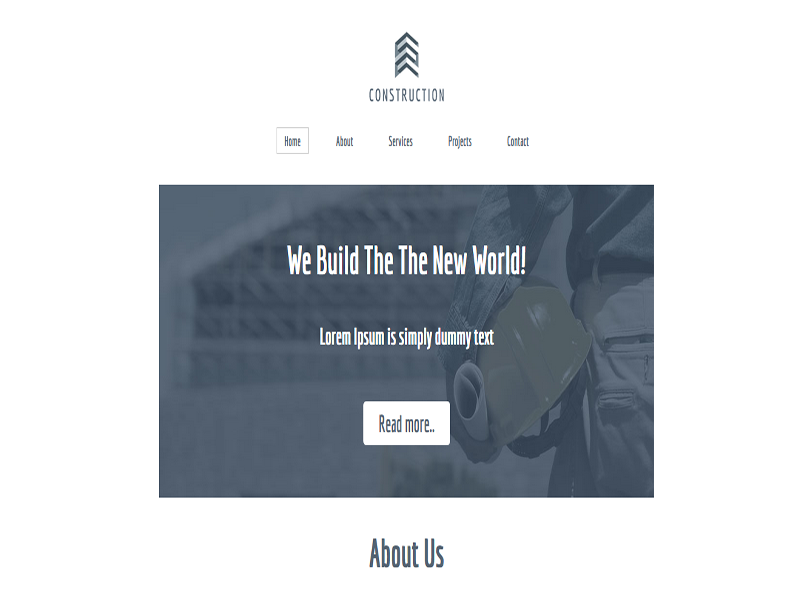 CONSTRUCTION
Home About Services Projects Contact
We Build The The New World!
Lorem Ipsum is simply dummy text
Read more..
About Us